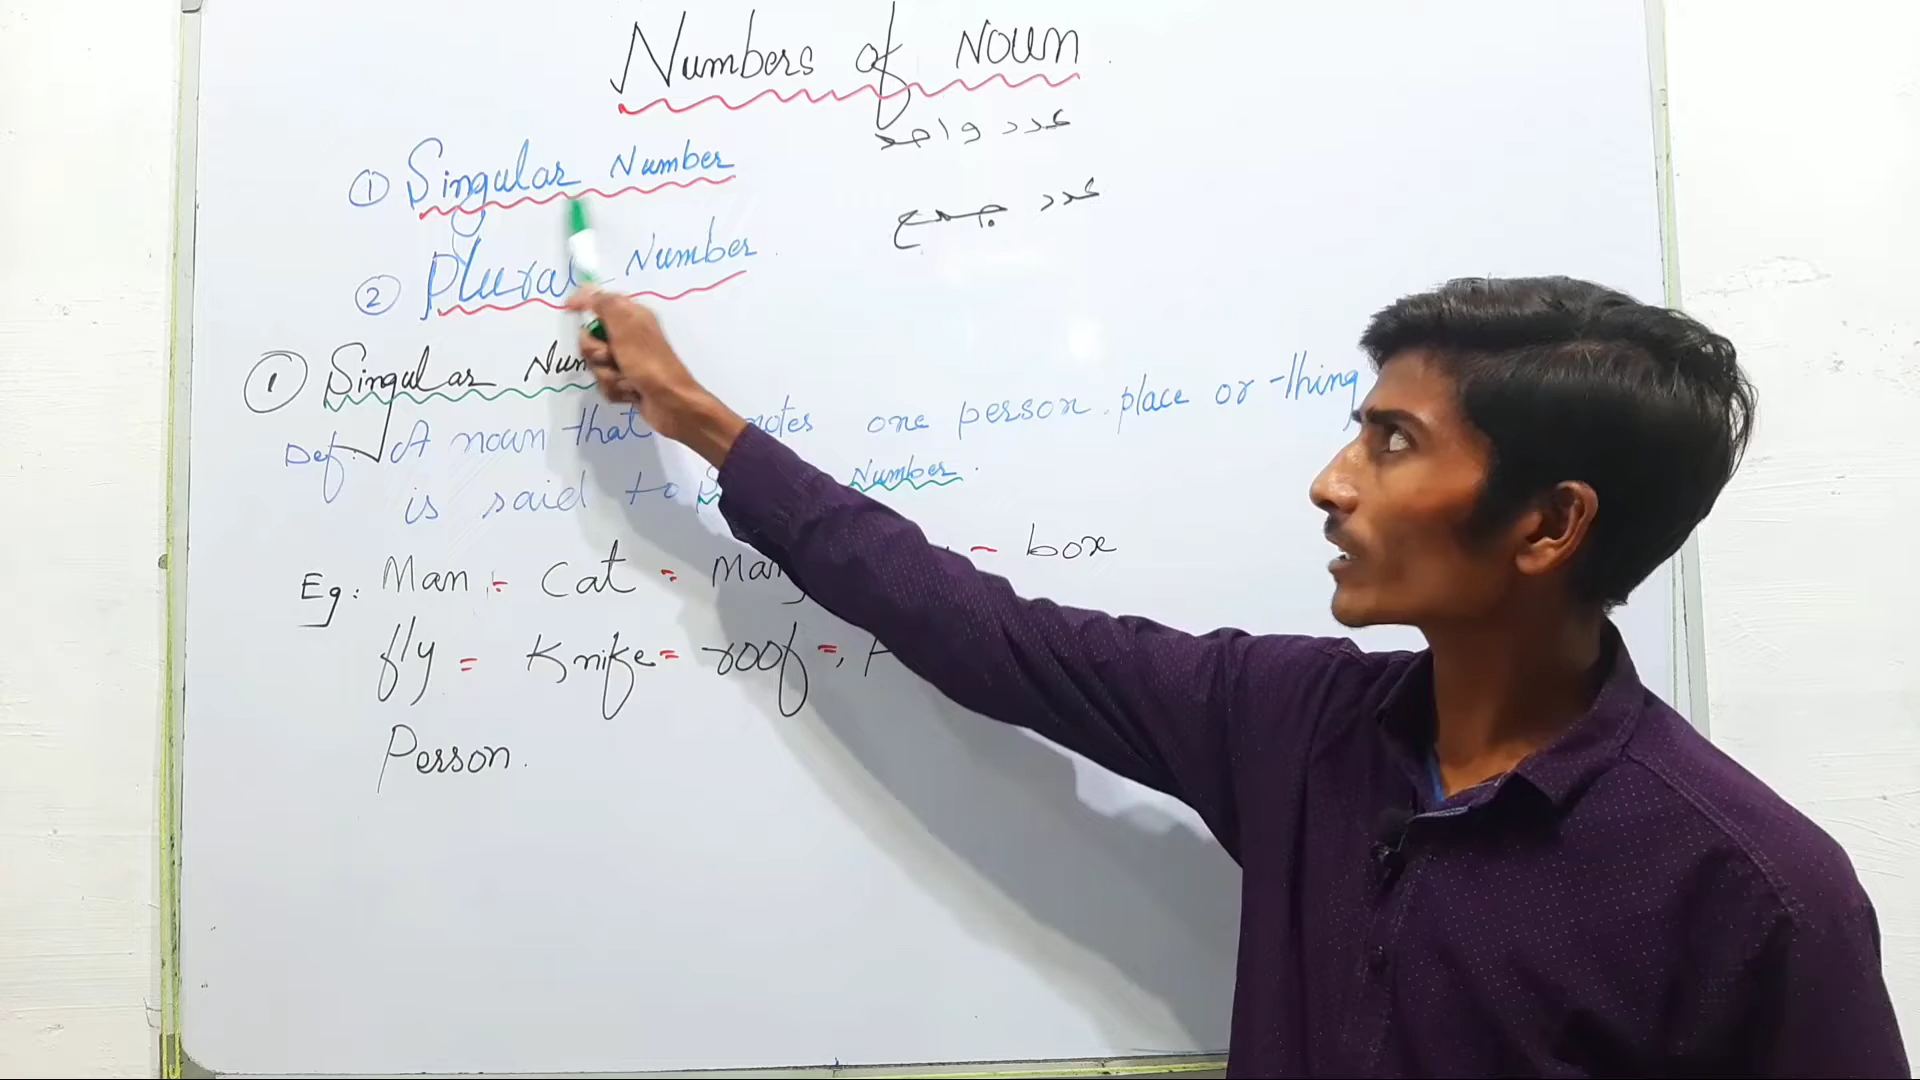 Numbers of Noun
عدد واحد
① Singular Number
عدد جمع
② Plural Number
① Singular
Def: A noun that one person, place or thing
is said to Number.
Eg: Man = Cat = = box
fly = Knife = roof =,
Person.